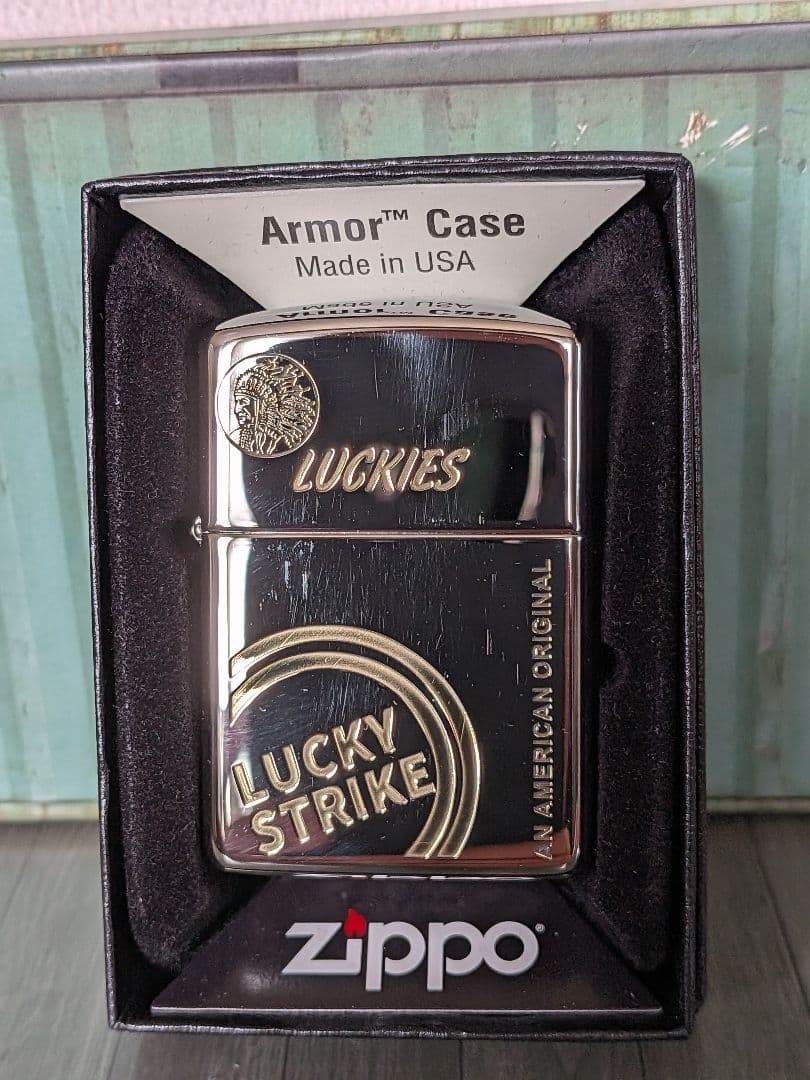 Armor™ Case
Made in USA
LUCKIES
AN AMERICAN ORIGINAL
LUCKY
STRIKE
zippo®